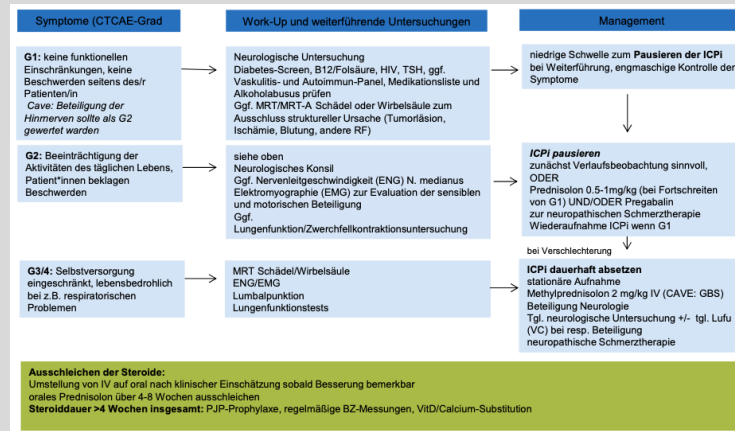 Symptome (CTCAE-Grad
Work-Up und weiterführende Untersuchungen
Management
G1: keine funktionellen
Einschränkungen, keine
Beschwerden seitens des/r
Patienten/in
Cave: Beteiligung der
Hirnnerven sollte als G2
gewertet warden
Neurologische Untersuchung
Diabetes-Screen, B12/Folsäure, HIV, TSH, ggf.
Vaskulitis- und Autoimmun-Panel, Medikationsliste und
Alkoholabusus prüfen
Ggf. MRT/MRT-A Schädel oder Wirbelsäule zum
Ausschluss struktureller Ursache (Tumorläsion,
Ischämie, Blutung, andere RF)
niedrige Schwelle zum Pausieren der ICPi
bei Weiterführung, engmaschige Kontrolle der
Symptome
G2: Beeinträchtigung der
Aktivitäten des täglichen Lebens,
Patient*innen beklagen
Beschwerden
siehe oben
Neurologisches Konsil
Ggf. Nervenleitgeschwindigkeit (ENG) N. medianus
Elektromyographie (EMG) zur Evaluation der sensiblen
und motorischen Beteiligung
Ggf.
Lungenfunktion/Zwerchfellkontraktionsuntersuchung
ICPi pausieren
zunächst Verlaufsbeobachtung sinnvoll,
ODER
Prednisolon 0.5-1mg/kg (bei Fortschreiten
von G1) UND/ODER Pregabalin
zur neuropathischen Schmerztherapie
Wiederaufnahme ICPi wenn G1
bei Verschlechterung
G3/4: Selbstversorgung
eingeschränkt, lebensbedrohlich
bei z.B. respiratorischen
Problemen
MRT Schädel/Wirbelsäule
ENG/EMG
Lumbalpunktion
Lungenfunktionstests
ICPi dauerhaft absetzen
stationäre Aufnahme
Methylprednisolon 2 mg/kg IV (CAVE: GBS)
Beteiligung Neurologie
Tgl. neurologische Untersuchung +/- tgl. Lufu
(VC) bei resp. Beteiligung
neuropathische Schmerztherapie
Ausschleichen der Steroide:
Umstellung von IV auf oral nach klinischer Einschätzung sobald Besserung bemerkbar
orales Prednisolon über 4-8 Wochen ausschleichen
Steroiddauer >4 Wochen insgesamt: PJP-Prophylaxe, regelmäßige BZ-Messungen, VitD/Calcium-Substitution